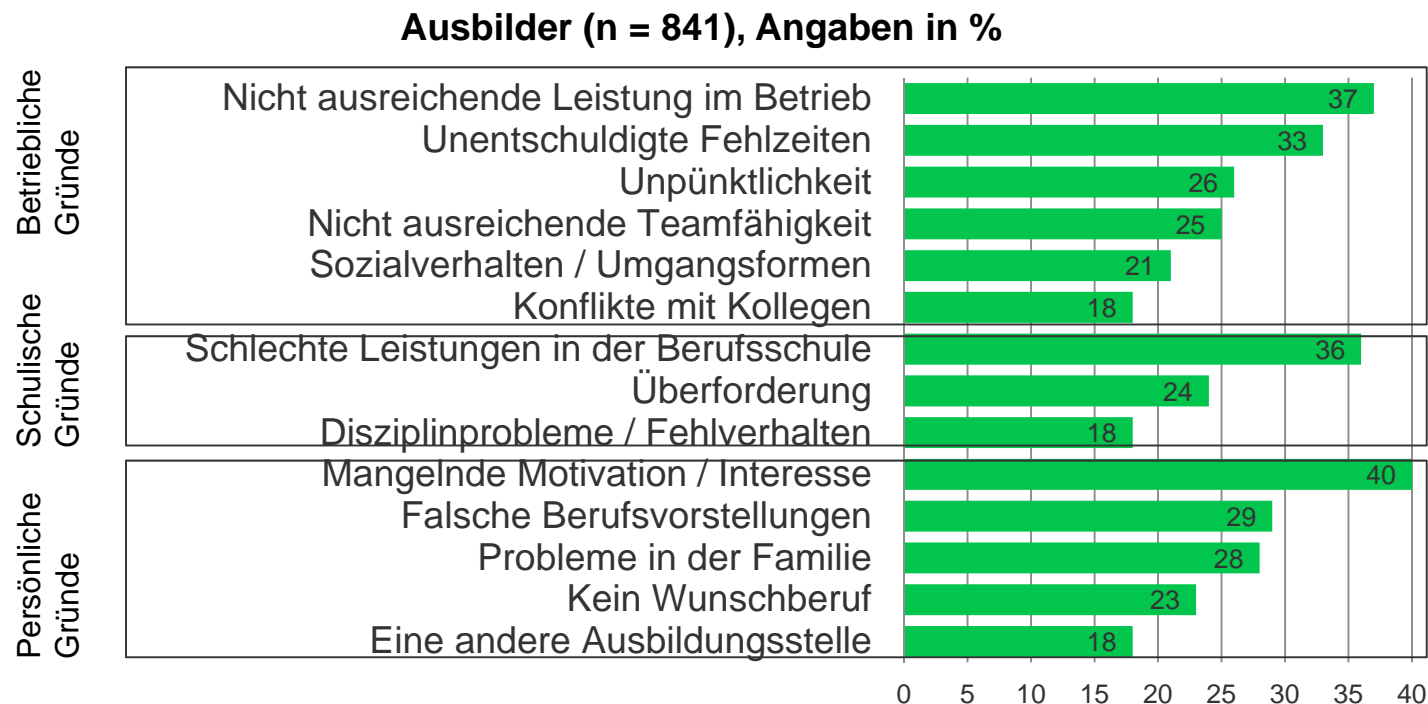 Ausbilder (n = 841), Angaben in %
Betriebliche
Gründe
Nicht ausreichende Leistung im Betrieb 37
Unentschuldigte Fehlzeiten 33
Unpünktlichkeit 26
Nicht ausreichende Teamfähigkeit 25
Sozialverhalten / Umgangsformen 21
Konflikte mit Kollegen 18
Schulische
Gründe
Schlechte Leistungen in der Berufsschule 36
Überforderung 24
Disziplinprobleme / Fehlverhalten 18
Persönliche
Gründe
Mangelnde Motivation / Interesse 40
Falsche Berufsvorstellungen 29
Probleme in der Familie 28
Kein Wunschberuf 23
Eine andere Ausbildungsstelle 18
0 5 10 15 20 25 30 35 40